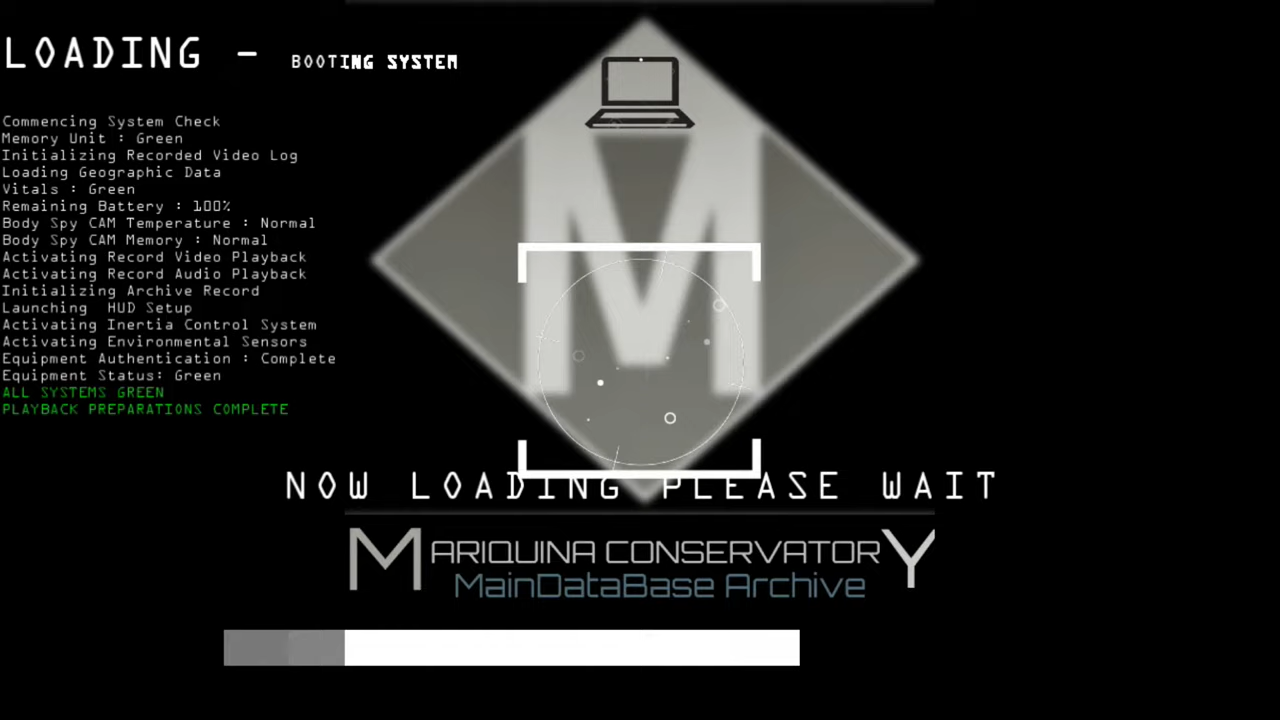 LOADING - BOOTING SYSTEM
Commencing System Check
Memory Unit : Green
Initializing Recorded Video Log
Loading Geographic Data
Vitals : Green
Remaining Battery : 100%
Body Spy CAM Temperature : Normal
Body Spy CAM Memory : Normal
Activating Record Video Playback
Activating Record Audio Playback
Initializing Archive Record
Launching HUD Setup
Activating Inertia Control System
Activating Environmental Sensors
Equipment Authentication : Complete
Equipment Status: Green
ALL SYSTEMS GREEN
PLAYBACK PREPARATIONS COMPLETE
M
NOW LOADING PLEASE WAIT
MARIQUINA CONSERVATORY
MainDataBase Archive